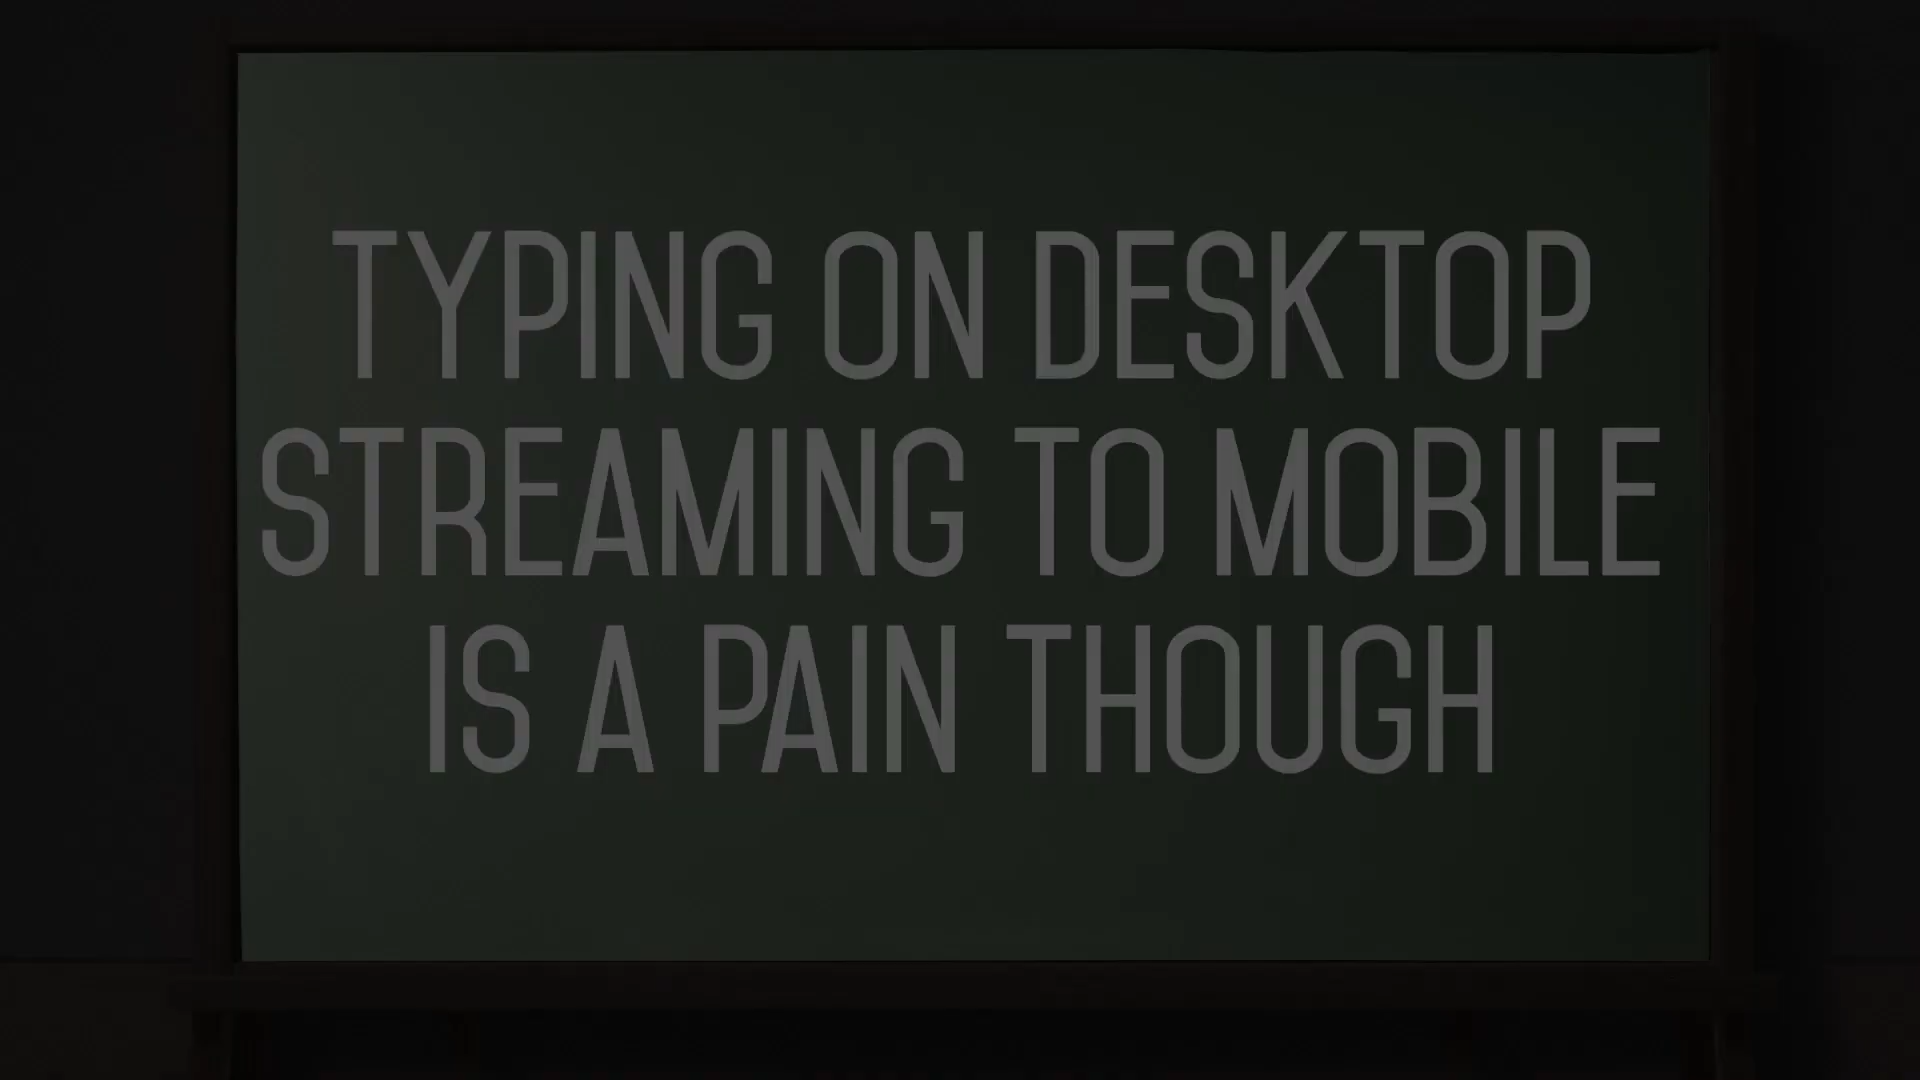 TYPING ON DESKTOP
STREAMING TO MOBILE
IS A PAIN THOUGH